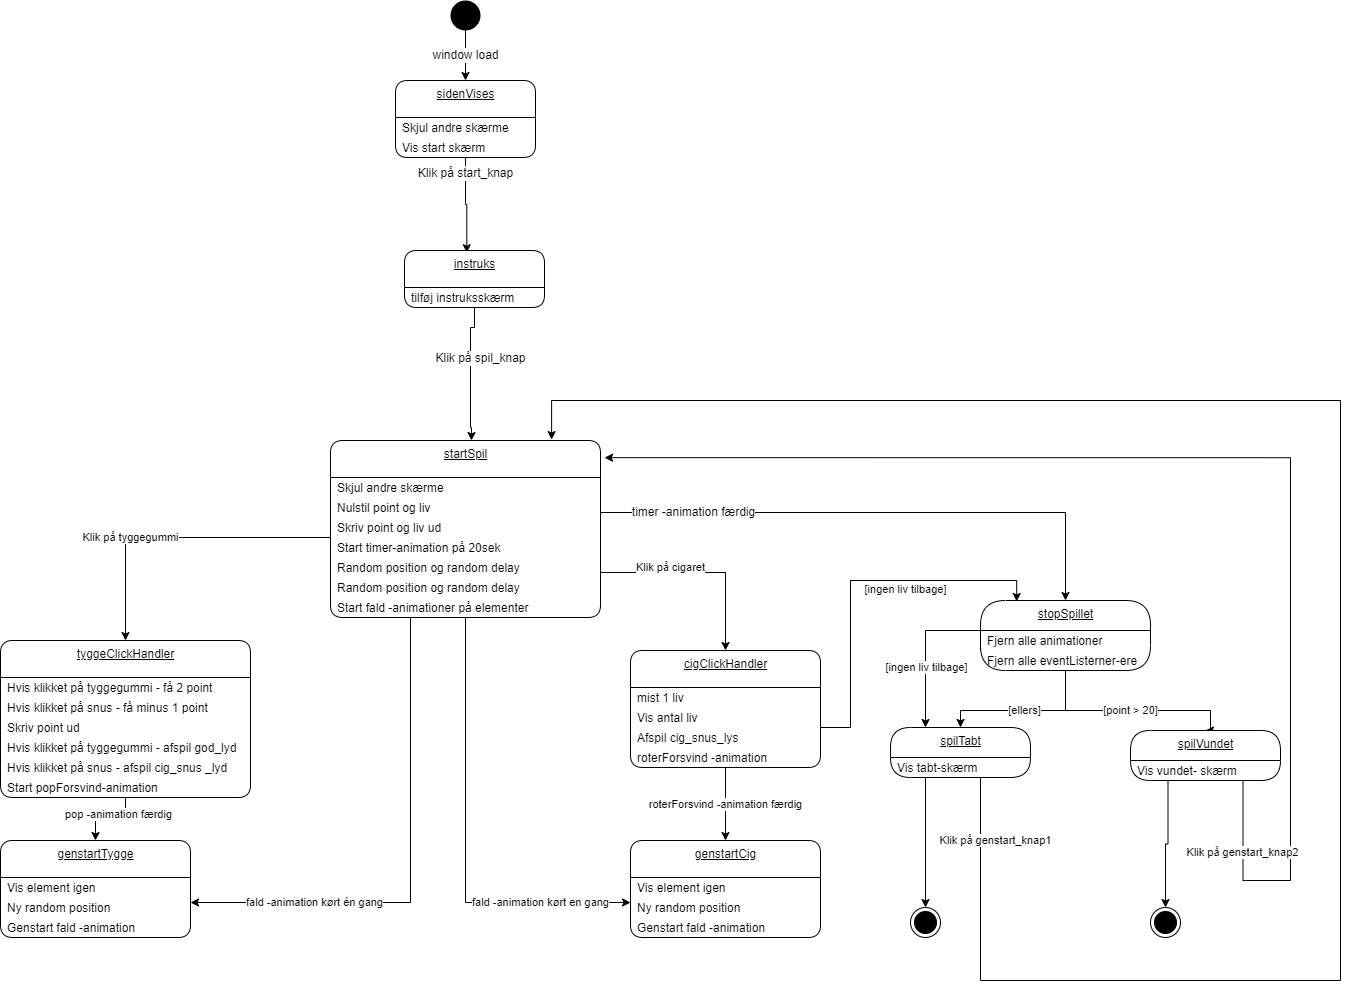 window load
sidenVises
Skjul andre skærme
Vis start skærm
Klik på start_knap
instruks
tilføj instruksskærm
Klik på spil_knap
startSpil
Skjul andre skærme
Nulstil point og liv
Skriv point og liv ud
Start timer-animation på 20sek
Random position og random delay
Random position og random delay
Start fald -animationer på elementer
timer -animation færdig
Klik på tyggegummi
Klik på cigaret
[ingen liv tilbage]
stopSpillet
Fjern alle animationer
Fjern alle eventListerner-ere
tyggeClickHandler
Hvis klikket på tyggegummi - få 2 point
Hvis klikket på snus - få minus 1 point
Skriv point ud
Hvis klikket på tyggegummi - afspil god_lyd
Hvis klikket på snus - afspil cig_snus _lyd
Start popForsvind-animation
cigClickHandler
mist 1 liv
Vis antal liv
Afspil cig_snus_lys
roterForsvind -animation
[ingen liv tilbage]
[ellers]
[point > 20]
spilTabt
Vis tabt-skærm
spilVundet
Vis vundet- skærm
pop -animation færdig
roterForsvind -animation færdig
Klik på genstart_knap1
Klik på genstart_knap2
genstartTygge
Vis element igen
Ny random position
Genstart fald -animation
fald -animation kørt én gang
fald -animation kørt en gang
genstartCig
Vis element igen
Ny random position
Genstart fald -animation